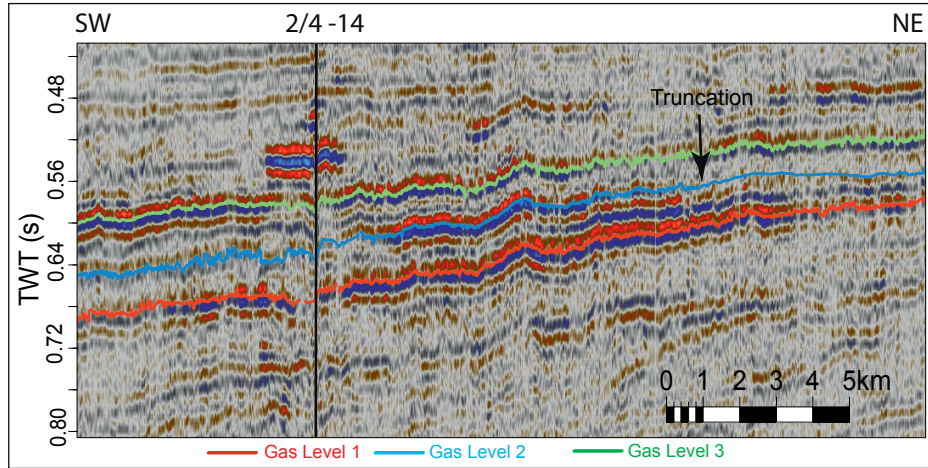 SW 2/4 -14 NE
TWT (s)
0.48
0.56
0.64
0.72
0.80
Truncation
0 1 2 3 4 5km
Gas Level 1 Gas Level 2 Gas Level 3